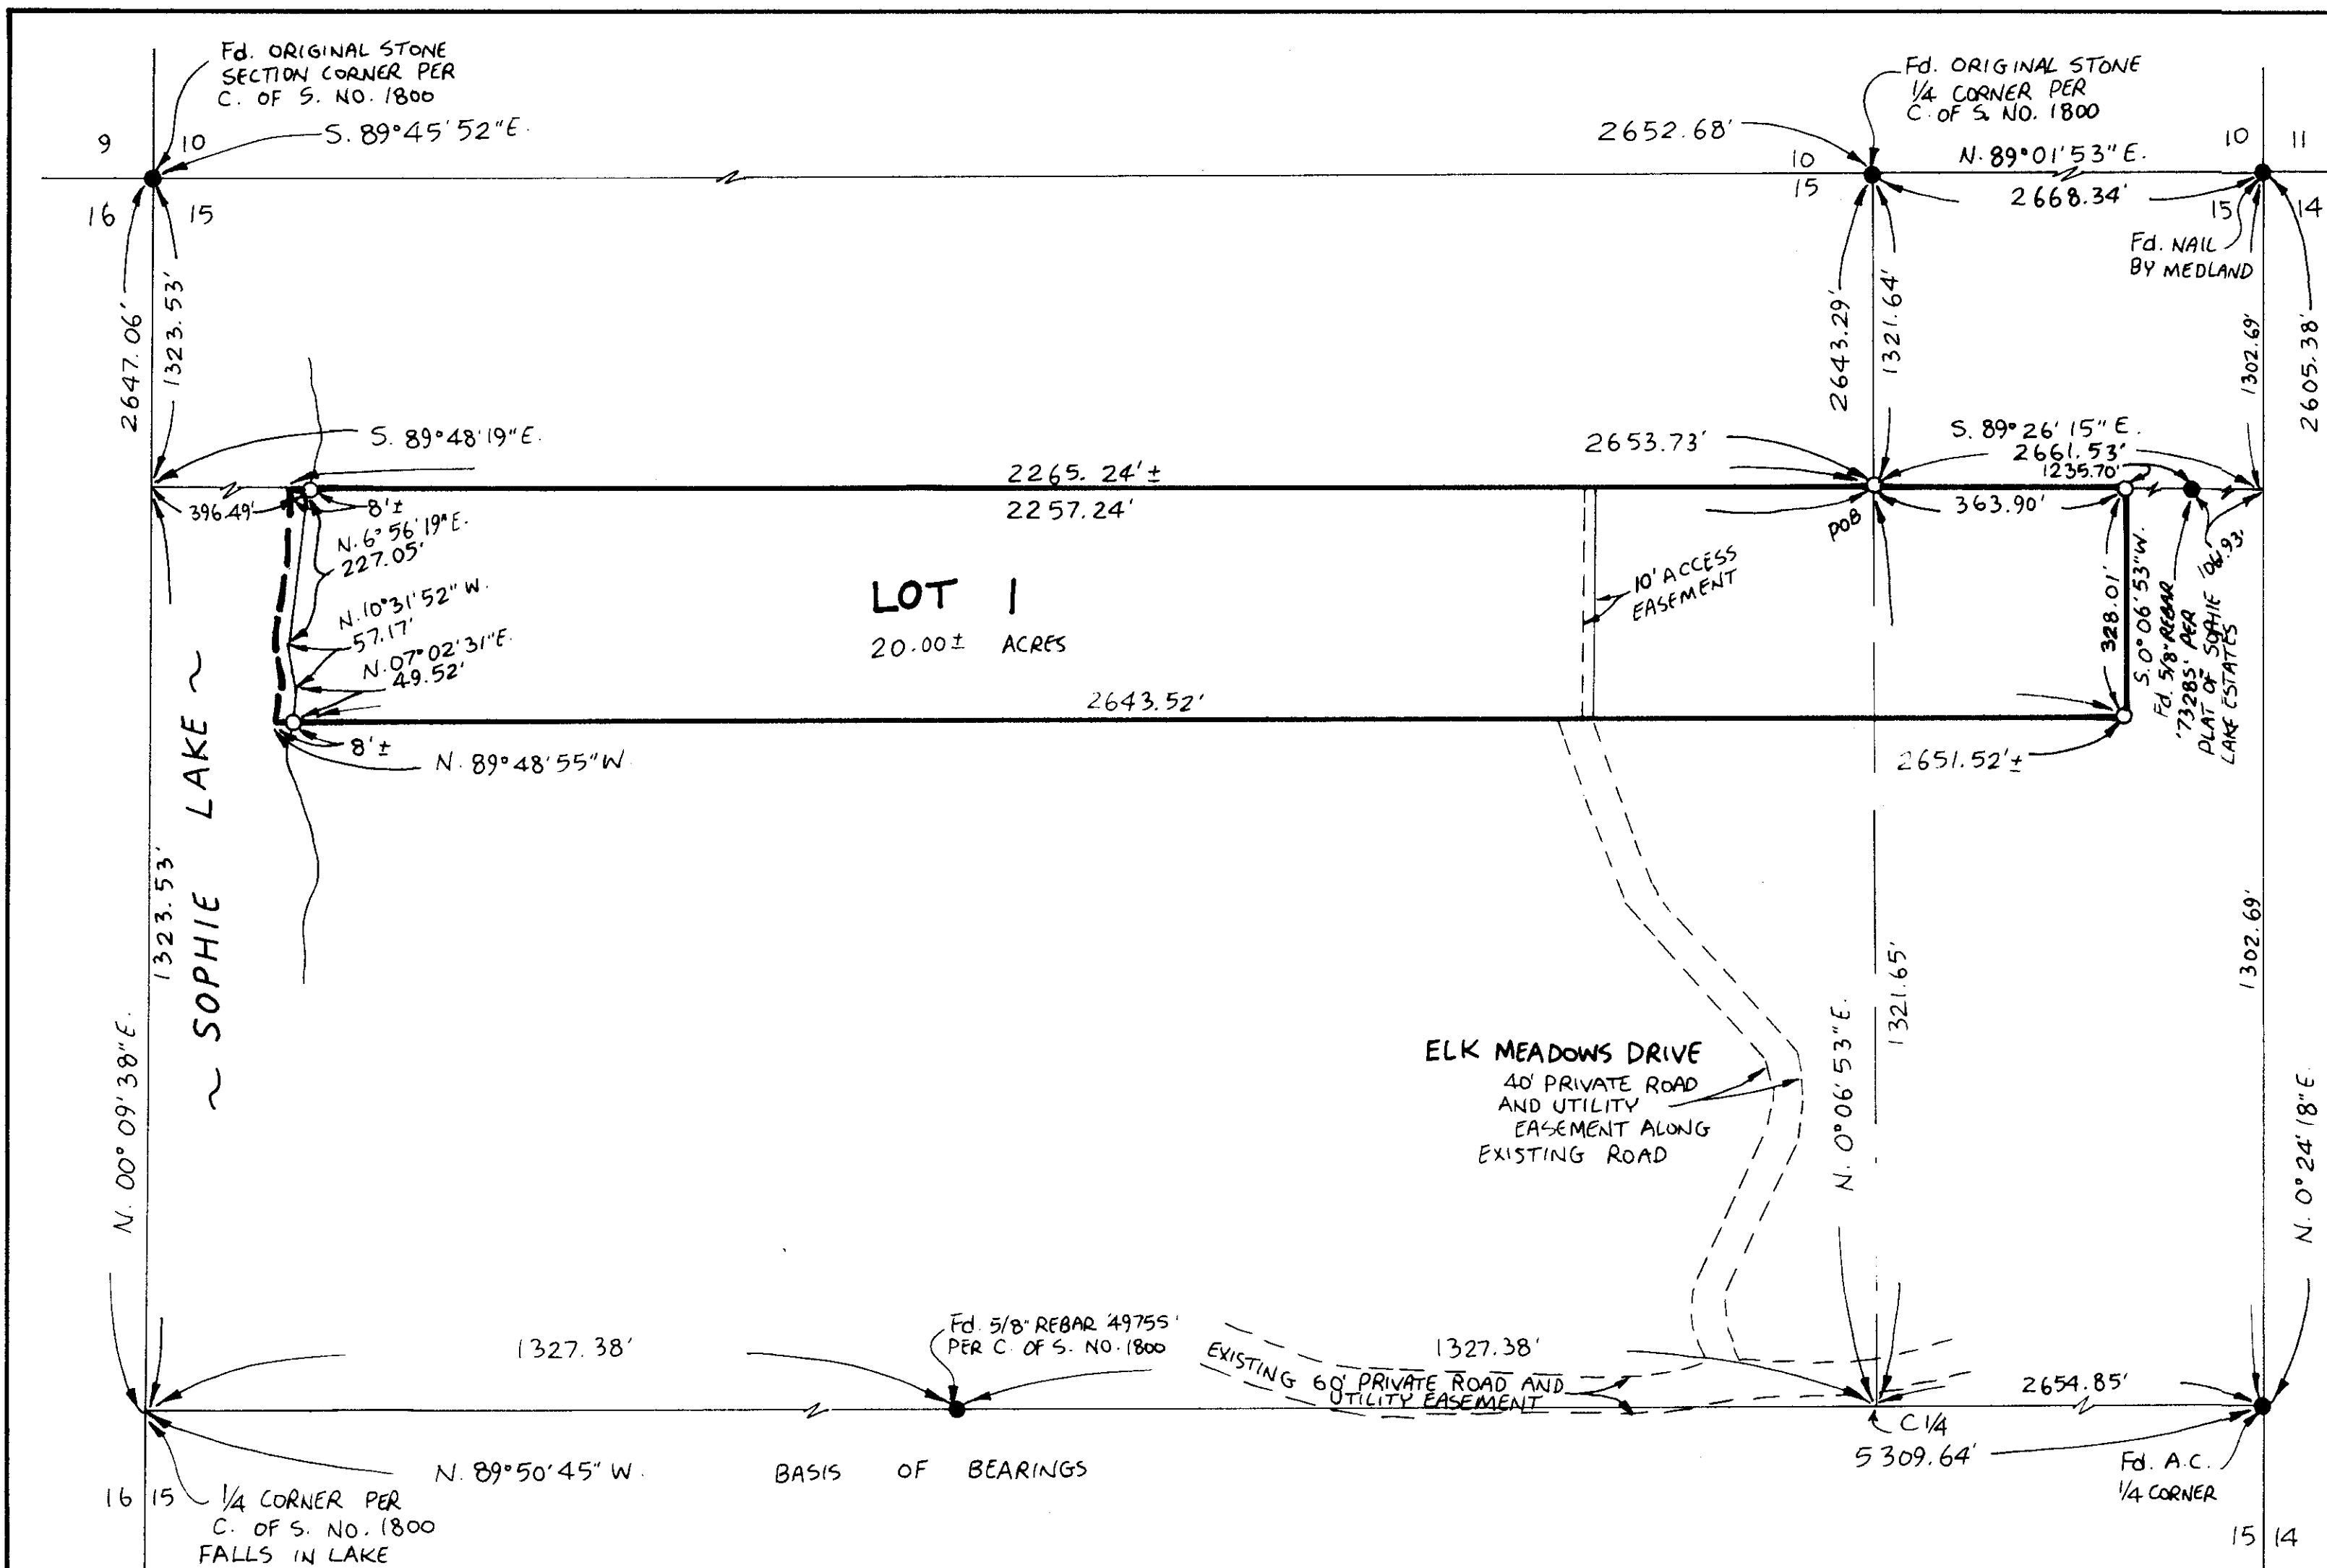 Fd. ORIGINAL STONE
SECTION CORNER PER
C. OF S. NO. 1800
S. 89°45'52"E.
9 10
16 15
Fd. ORIGINAL STONE
1/4 CORNER PER
C. OF S. NO. 1800
2652.68'
10
15
N. 89°01'53"E.
2668.34'
10 11
15 14
Fd. NAIL
BY MEDLAND
2647.06'
1323.53'
2643.29'
1321.64'
1302.69'
2605.38'
S. 89°48'19"E.
2653.73'
S. 89°26'15"E.
2661.53'
1235.70'
2265.24'±
2257.24'
396.49'
8'±
363.90'
POB
N. 6°56'19"E.
227.05'
N. 10°31'52"W.
57.17'
N. 07°02'31"E.
49.52'
LOT 1
20.00± ACRES
10' ACCESS
EASEMENT
328.01'
S. 0°06'53"W.
Fd. 5/8" REBAR
'7328S' PER
PLAT OF SOPHIE
LAKE ESTATES
106.93'
2643.52'
8'±
N. 89°48'55"W.
2651.52'±
~ SOPHIE LAKE ~
1323.53'
N. 00°09'38"E.
ELK MEADOWS DRIVE
40' PRIVATE ROAD
AND UTILITY
EASEMENT ALONG
EXISTING ROAD
N. 0°06'53"E.
1321.65'
1302.69'
N. 0°24'18"E.
1327.38'
Fd. 5/8" REBAR '4975S'
PER C. OF S. NO. 1800
1327.38'
EXISTING 60' PRIVATE ROAD AND
UTILITY EASEMENT
2654.85'
C 1/4
5309.64'
N. 89°50'45"W. BASIS OF BEARINGS
Fd. A.C.
1/4 CORNER
16 15
1/4 CORNER PER
C. OF S. NO. 1800
FALLS IN LAKE
15 14